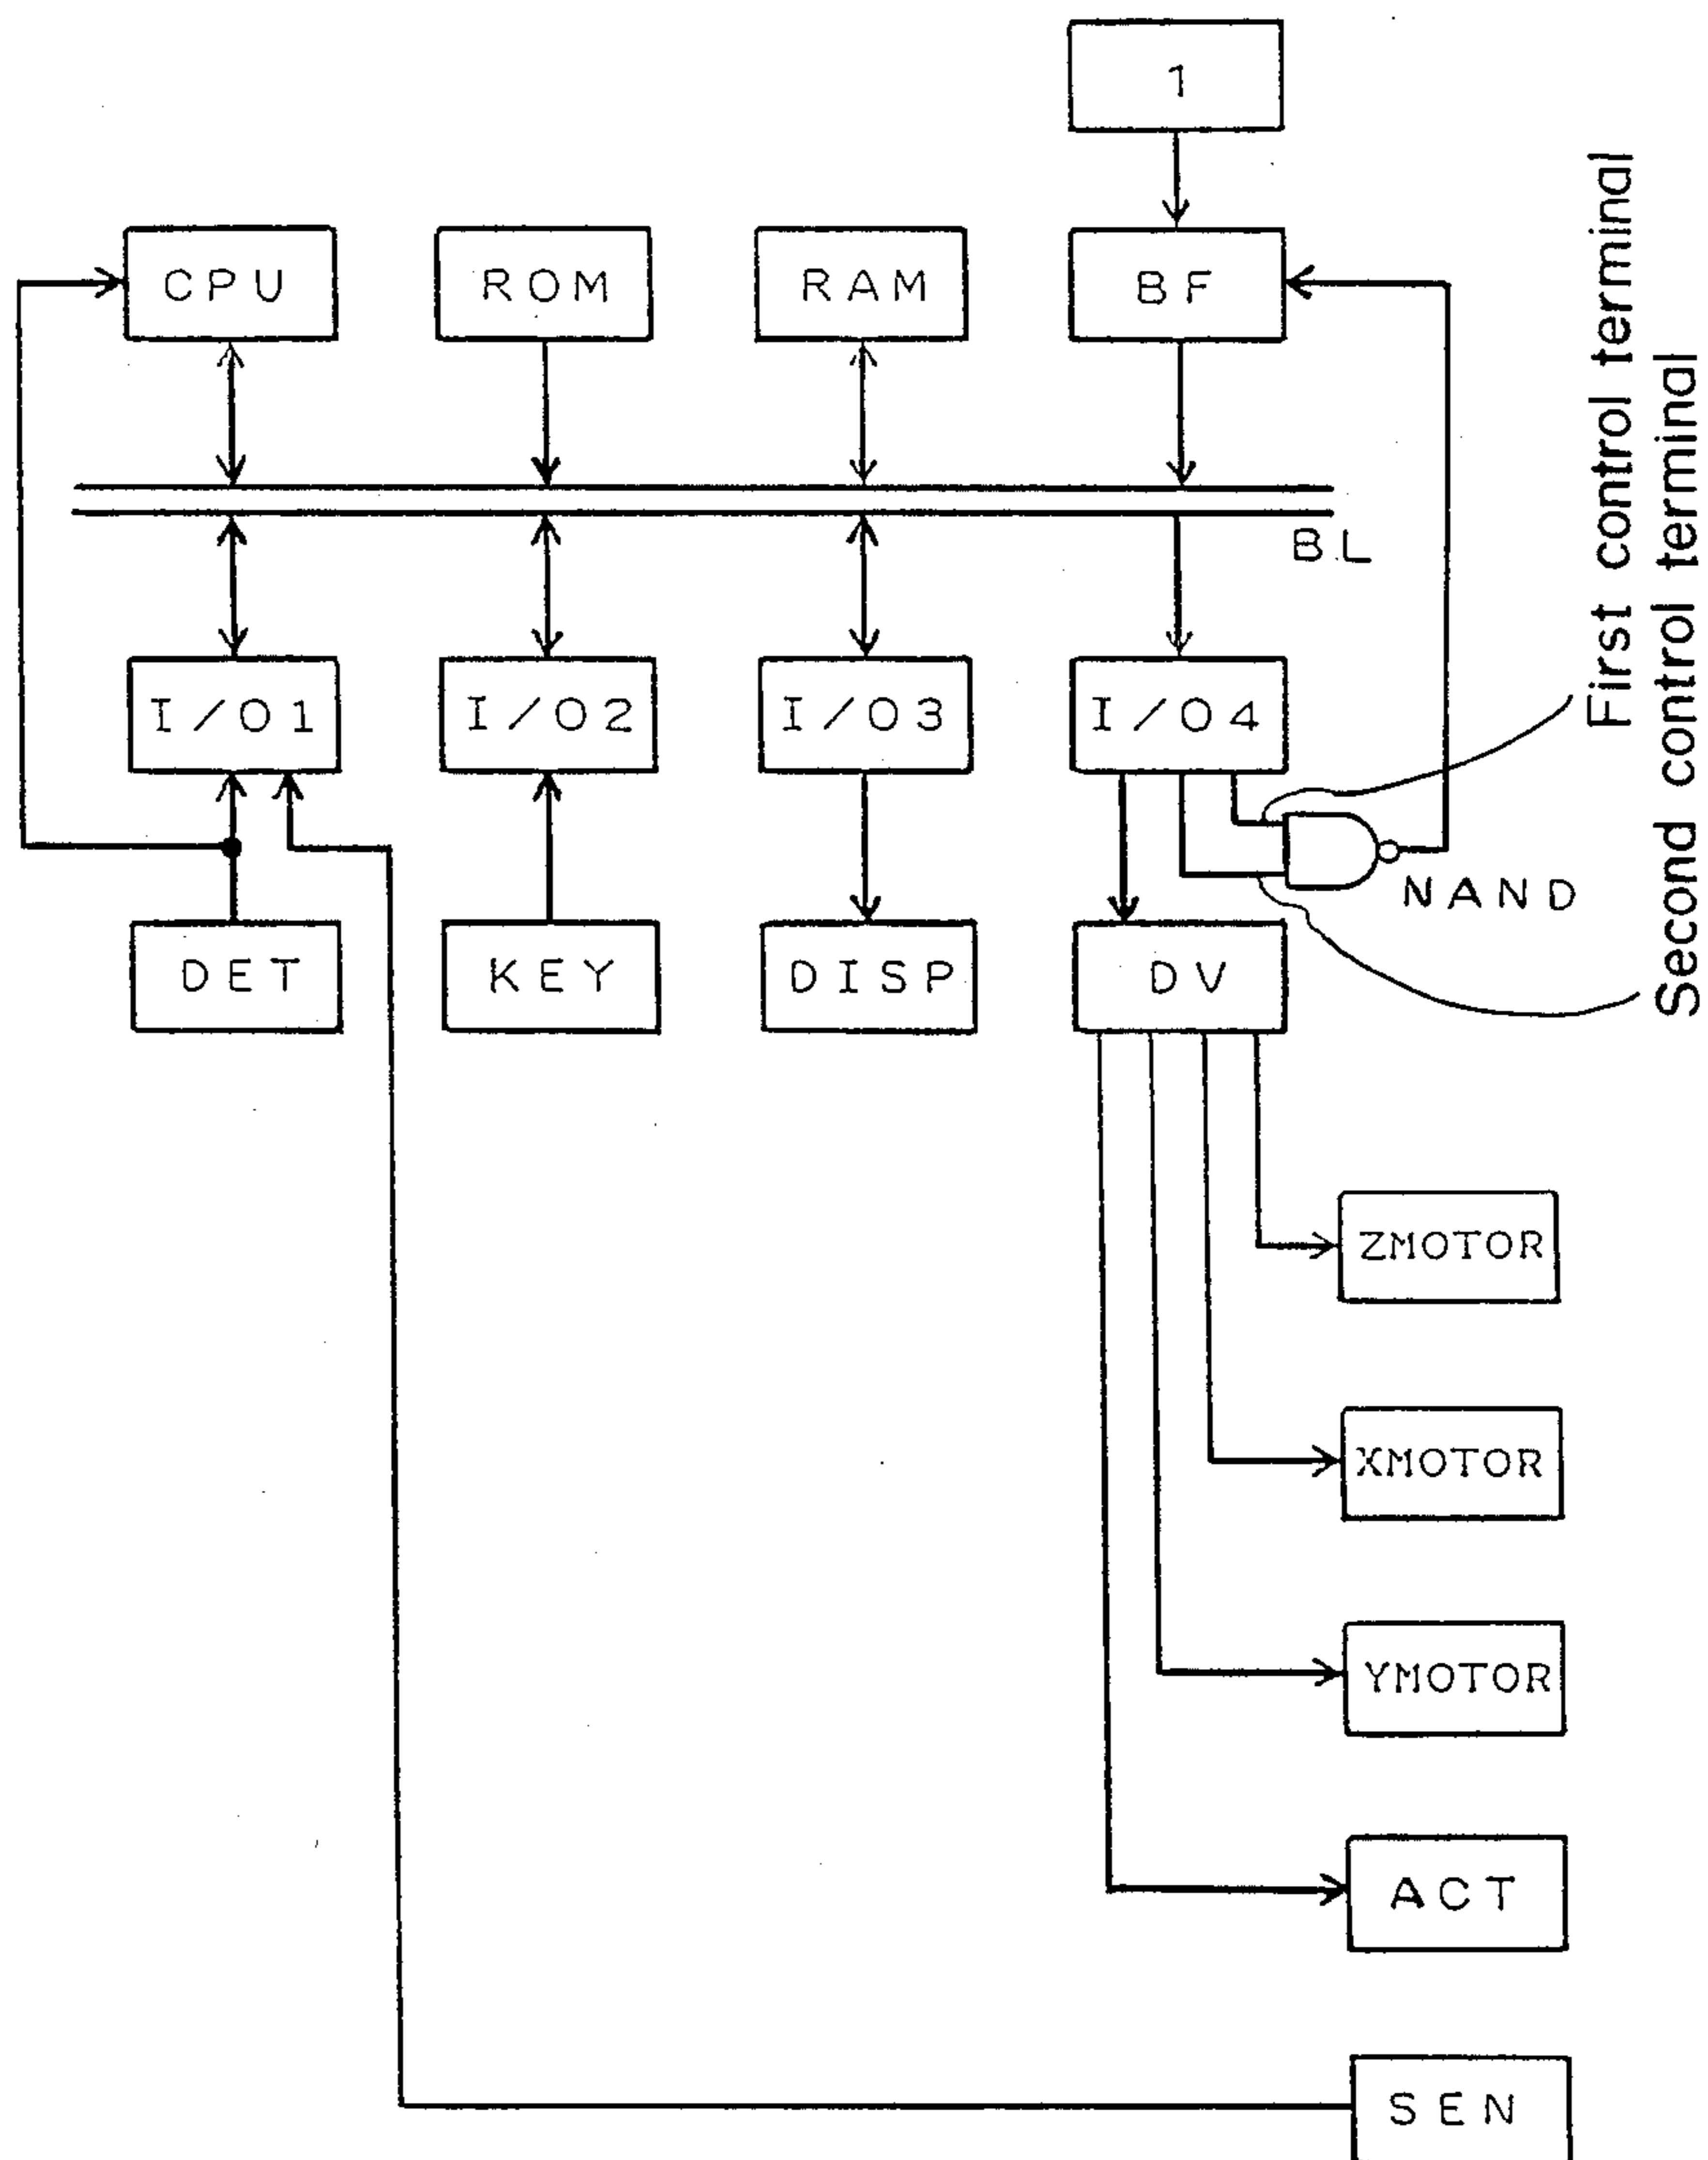 1
CPU
ROM
RAM
BF
BL
First control terminal
Second control terminal
I/O1
I/O2
I/O3
I/O4
NAND
DET
KEY
DISP
DV
ZMOTOR
XMOTOR
YMOTOR
ACT
SEN